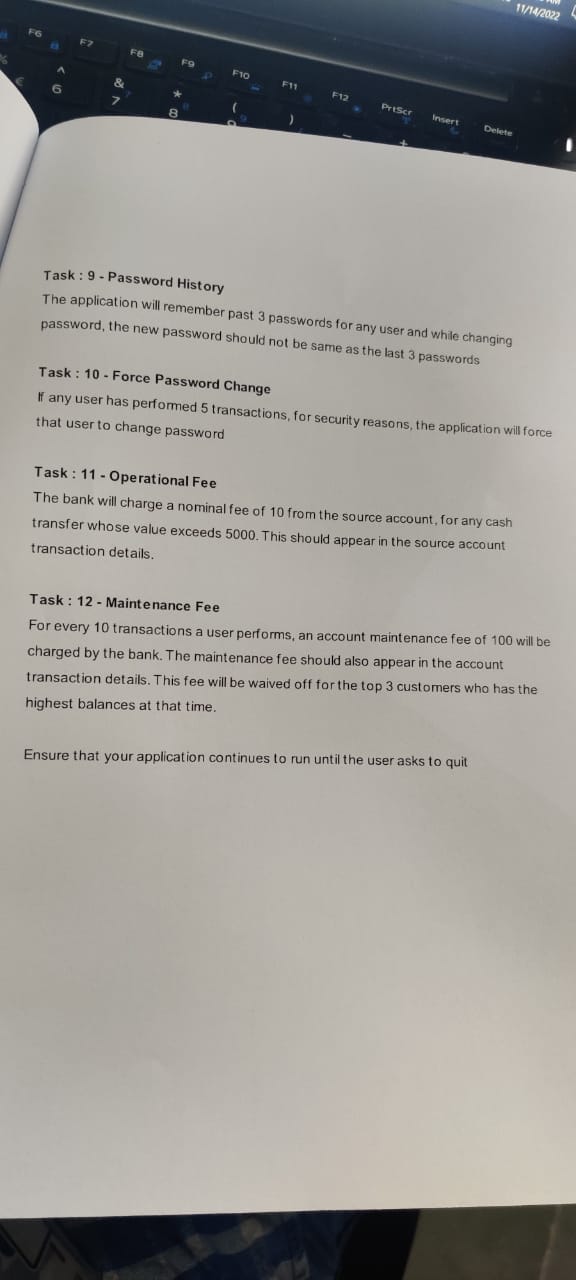 11/14/2022
F6 F7 F8 F9 F10 F11 F12 PrtScr Insert Delete
% ^ & * ( )
€ 6 7 8 9
Task : 9 - Password History
The application will remember past 3 passwords for any user and while changing
password, the new password should not be same as the last 3 passwords
Task : 10 - Force Password Change
If any user has performed 5 transactions, for security reasons, the application will force
that user to change password
Task : 11 - Operational Fee
The bank will charge a nominal fee of 10 from the source account, for any cash
transfer whose value exceeds 5000. This should appear in the source account
transaction details.
Task : 12 - Maintenance Fee
For every 10 transactions a user performs, an account maintenance fee of 100 will be
charged by the bank. The maintenance fee should also appear in the account
transaction details. This fee will be waived off for the top 3 customers who has the
highest balances at that time.
Ensure that your application continues to run until the user asks to quit